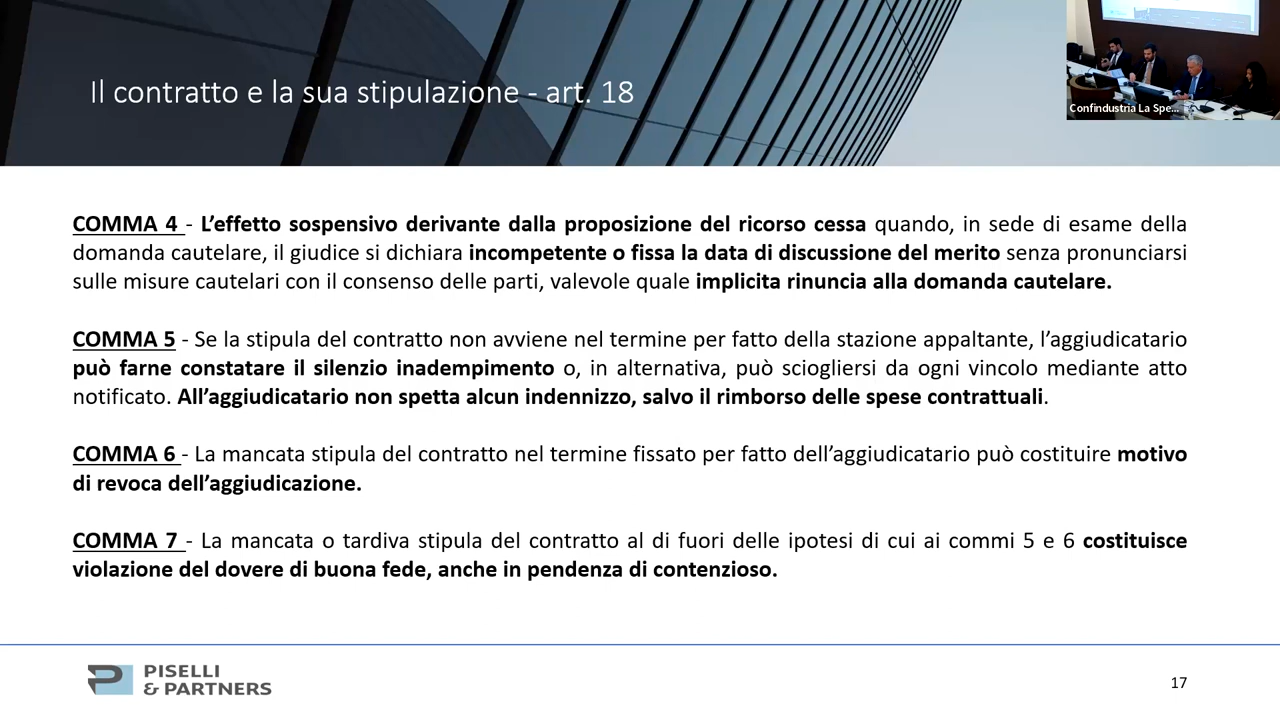 Il contratto e la sua stipulazione - art. 18
Confindustria La Spe...
COMMA 4 - L’effetto sospensivo derivante dalla proposizione del ricorso cessa quando, in sede di esame della
domanda cautelare, il giudice si dichiara incompetente o fissa la data di discussione del merito senza pronunciarsi
sulle misure cautelari con il consenso delle parti, valevole quale implicita rinuncia alla domanda cautelare.
COMMA 5 - Se la stipula del contratto non avviene nel termine per fatto della stazione appaltante, l’aggiudicatario
può farne constatare il silenzio inadempimento o, in alternativa, può sciogliersi da ogni vincolo mediante atto
notificato. All’aggiudicatario non spetta alcun indennizzo, salvo il rimborso delle spese contrattuali.
COMMA 6 - La mancata stipula del contratto nel termine fissato per fatto dell’aggiudicatario può costituire motivo
di revoca dell’aggiudicazione.
COMMA 7 - La mancata o tardiva stipula del contratto al di fuori delle ipotesi di cui ai commi 5 e 6 costituisce
violazione del dovere di buona fede, anche in pendenza di contenzioso.
PISELLI
& PARTNERS
17